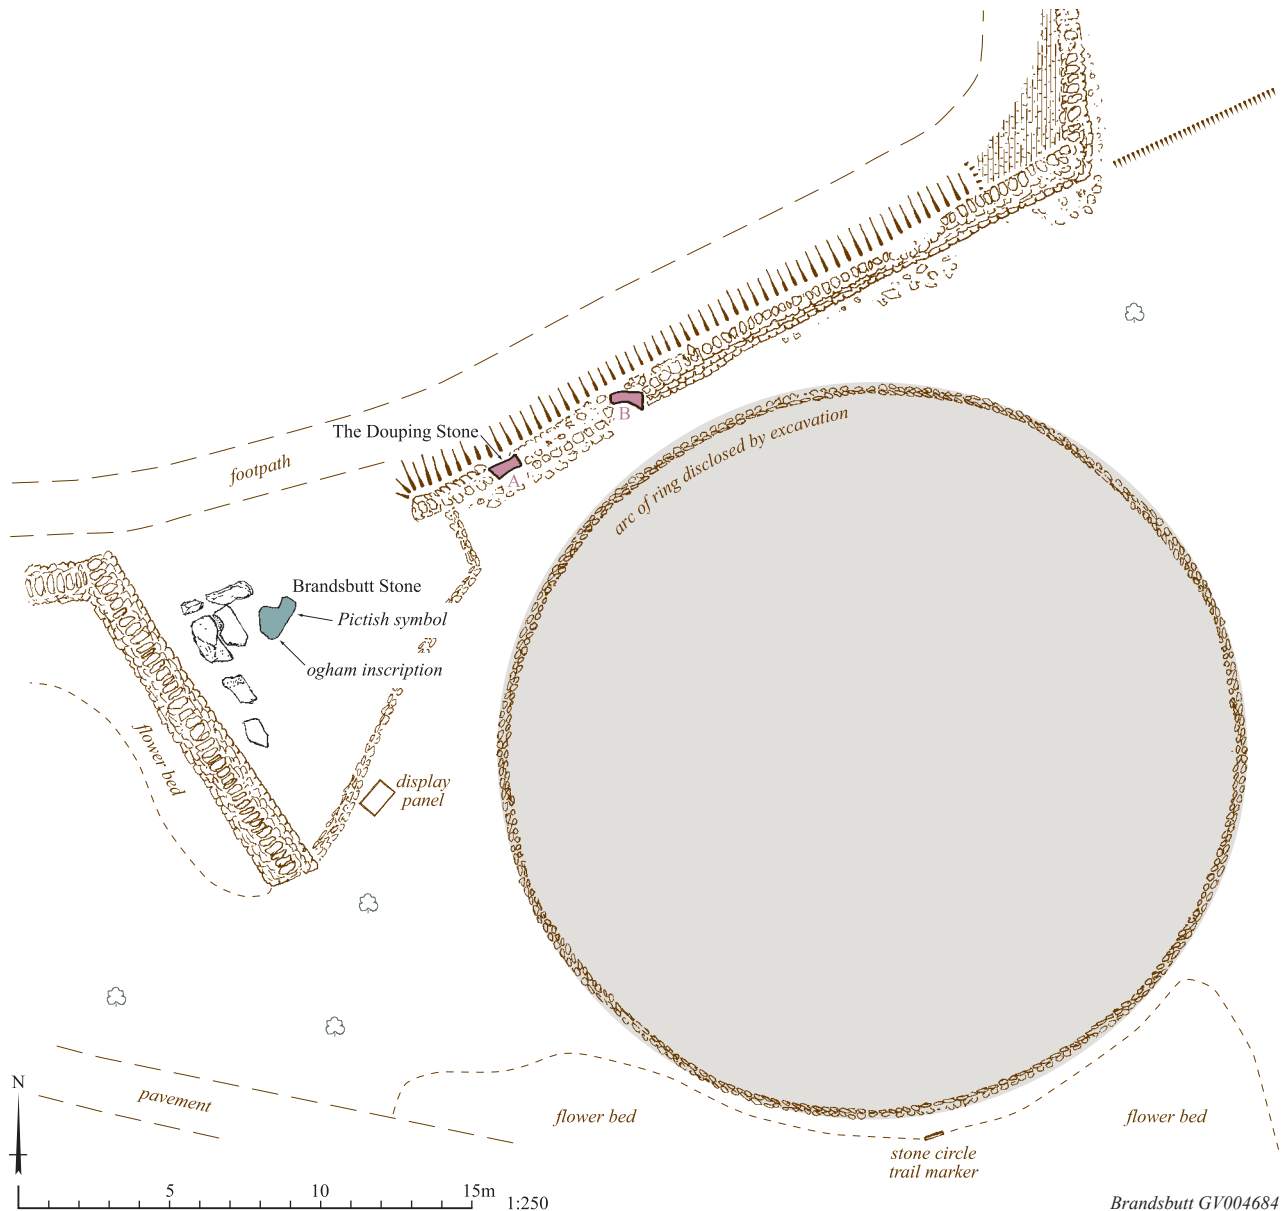 The Douping Stone
B
A
arc of ring disclosed by excavation
footpath
Brandsbutt Stone
Pictish symbol
ogham inscription
flower bed
display
panel
N
pavement
flower bed
flower bed
stone circle
trail marker
5 10 15m
1:250
Brandsbutt GV004684